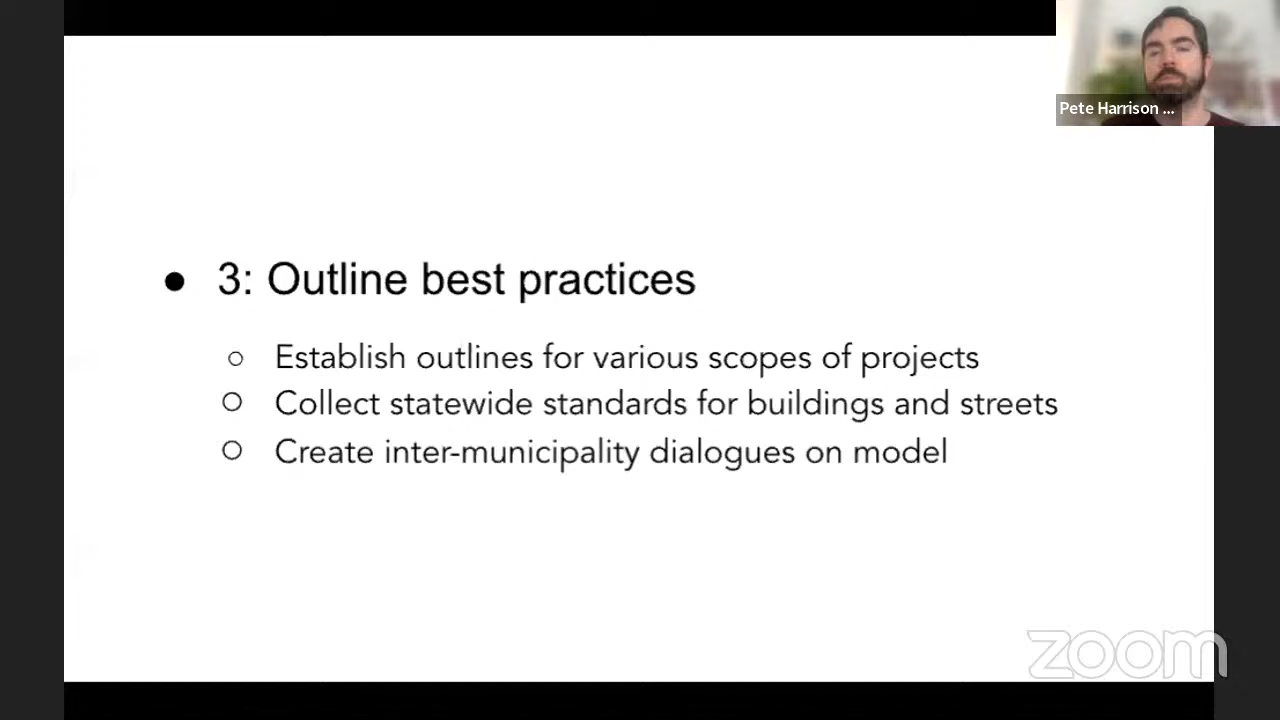 Pete Harrison ...
● 3: Outline best practices
○ Establish outlines for various scopes of projects
○ Collect statewide standards for buildings and streets
○ Create inter-municipality dialogues on model
zoom